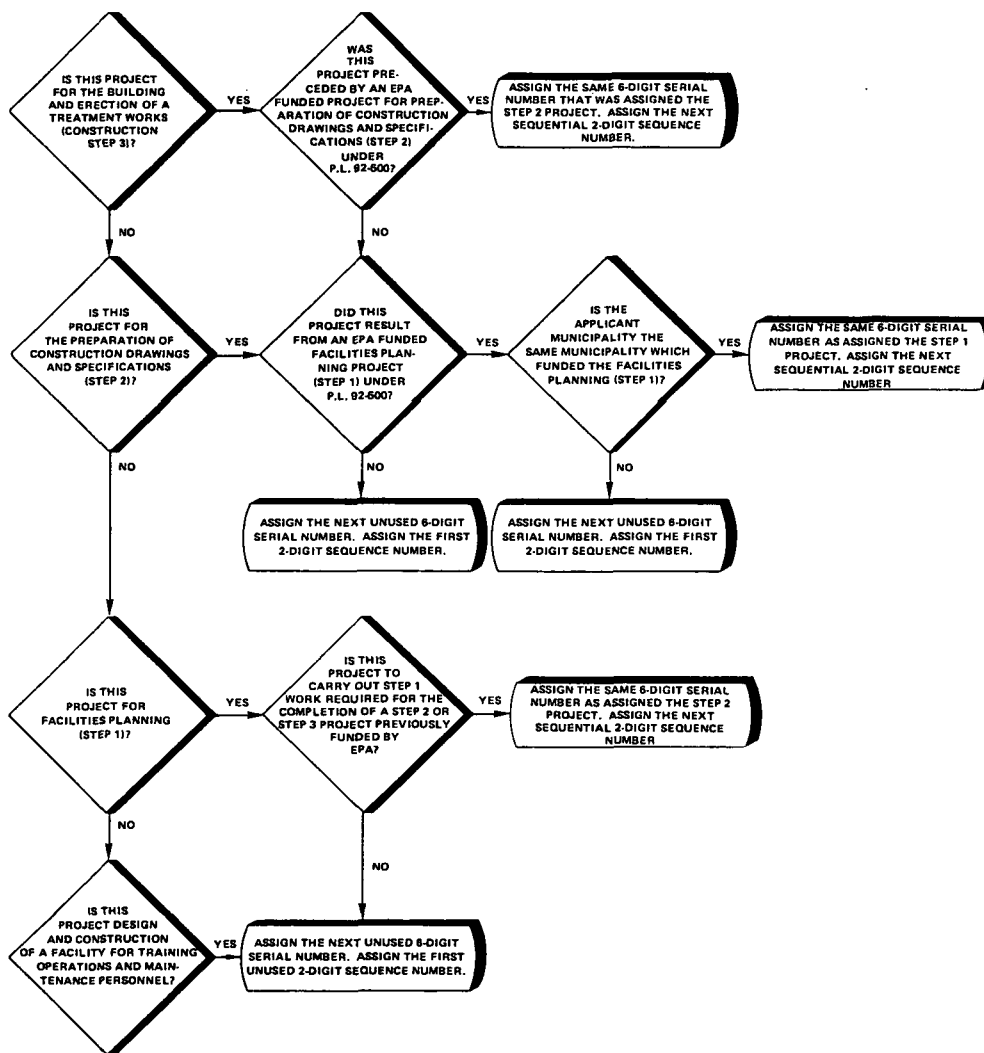 IS THIS PROJECT
FOR THE BUILDING
AND ERECTION OF A
TREATMENT WORKS
(CONSTRUCTION
STEP 3)?
YES
NO
WAS
THIS
PROJECT PRE-
CEDED BY AN EPA
FUNDED PROJECT FOR PREP-
ARATION OF CONSTRUCTION
DRAWINGS AND SPECIFI-
CATIONS (STEP 2)
UNDER
P.L. 92-500?
YES
NO
ASSIGN THE SAME 6-DIGIT SERIAL
NUMBER THAT WAS ASSIGNED THE
STEP 2 PROJECT. ASSIGN THE NEXT
SEQUENTIAL 2-DIGIT SEQUENCE
NUMBER.
IS THIS
PROJECT FOR
THE PREPARATION OF
CONSTRUCTION DRAWINGS
AND SPECIFICATIONS
(STEP 2)?
YES
NO
DID THIS
PROJECT RESULT
FROM AN EPA FUNDED
FACILITIES PLAN-
NING PROJECT
(STEP 1) UNDER
P.L. 92-500?
YES
NO
IS THE
APPLICANT
MUNICIPALITY THE
SAME MUNICIPALITY WHICH
FUNDED THE FACILITIES
PLANNING (STEP 1)?
YES
NO
ASSIGN THE SAME 6-DIGIT SERIAL
NUMBER AS ASSIGNED THE STEP 1
PROJECT. ASSIGN THE NEXT
SEQUENTIAL 2-DIGIT SEQUENCE
NUMBER
ASSIGN THE NEXT UNUSED 6-DIGIT
SERIAL NUMBER. ASSIGN THE FIRST
2-DIGIT SEQUENCE NUMBER.
ASSIGN THE NEXT UNUSED 6-DIGIT
SERIAL NUMBER. ASSIGN THE FIRST
2-DIGIT SEQUENCE NUMBER.
IS THIS
PROJECT FOR
FACILITIES PLANNING
(STEP 1)?
YES
NO
IS THIS
PROJECT TO
CARRY OUT STEP 1
WORK REQUIRED FOR THE
COMPLETION OF A STEP 2 OR
STEP 3 PROJECT PREVIOUSLY
FUNDED BY
EPA?
YES
NO
ASSIGN THE SAME 6-DIGIT SERIAL
NUMBER AS ASSIGNED THE STEP 2
PROJECT. ASSIGN THE NEXT
SEQUENTIAL 2-DIGIT SEQUENCE
NUMBER
IS THIS
PROJECT DESIGN
AND CONSTRUCTION
OF A FACILITY FOR TRAINING
OPERATIONS AND MAIN-
TENANCE PERSONNEL?
YES
ASSIGN THE NEXT UNUSED 6-DIGIT
SERIAL NUMBER. ASSIGN THE FIRST
UNUSED 2-DIGIT SEQUENCE NUMBER.